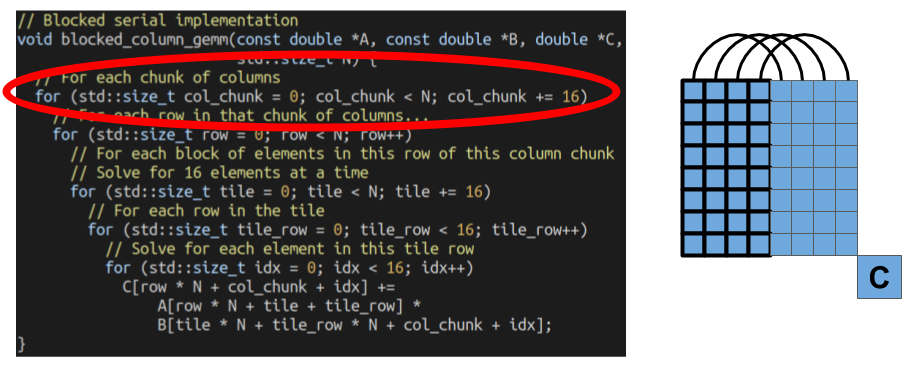 // Blocked serial implementation
void blocked_column_gemm(const double *A, const double *B, double *C,
std::size_t N) {
// For each chunk of columns
for (std::size_t col_chunk = 0; col_chunk < N; col_chunk += 16)
// For each row in that chunk of columns...
for (std::size_t row = 0; row < N; row++)
// For each block of elements in this row of this column chunk
// Solve for 16 elements at a time
for (std::size_t tile = 0; tile < N; tile += 16)
// For each row in the tile
for (std::size_t tile_row = 0; tile_row < 16; tile_row++)
// Solve for each element in this tile row
for (std::size_t idx = 0; idx < 16; idx++)
C[row * N + col_chunk + idx] +=
A[row * N + tile + tile_row] *
B[tile * N + tile_row * N + col_chunk + idx];
}
C